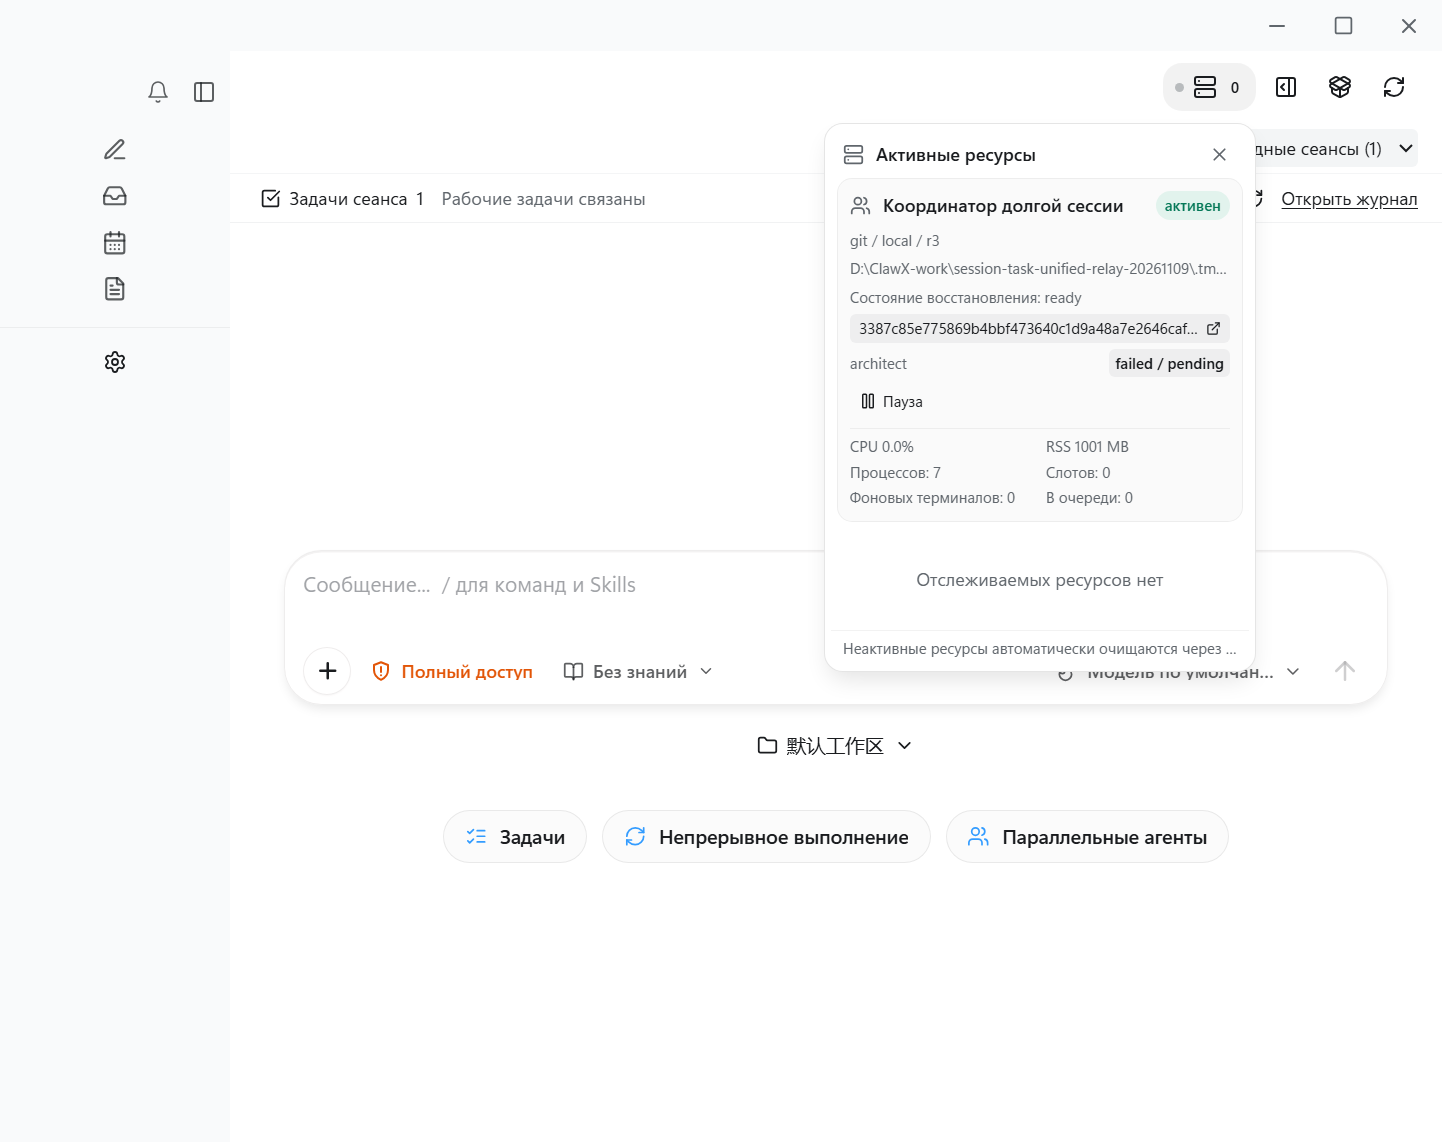 0
дные сеансы (1)
Задачи сеанса 1 Рабочие задачи связаны
Открыть журнал
Активные ресурсы
Координатор долгой сессии активен
git / local / r3
D:\ClawX-work\session-task-unified-relay-20261109\.tm...
Состояние восстановления: ready
3387c85e775869b4bbf473640c1d9a48a7e2646caf...
architect failed / pending
Пауза
CPU 0.0% RSS 1001 MB
Процессов: 7 Слотов: 0
Фоновых терминалов: 0 В очереди: 0
Отслеживаемых ресурсов нет
Неактивные ресурсы автоматически очищаются через ...
Сообщение... / для команд и Skills
Полный доступ Без знаний Модель по умолчан...
默认工作区
Задачи Непрерывное выполнение Параллельные агенты